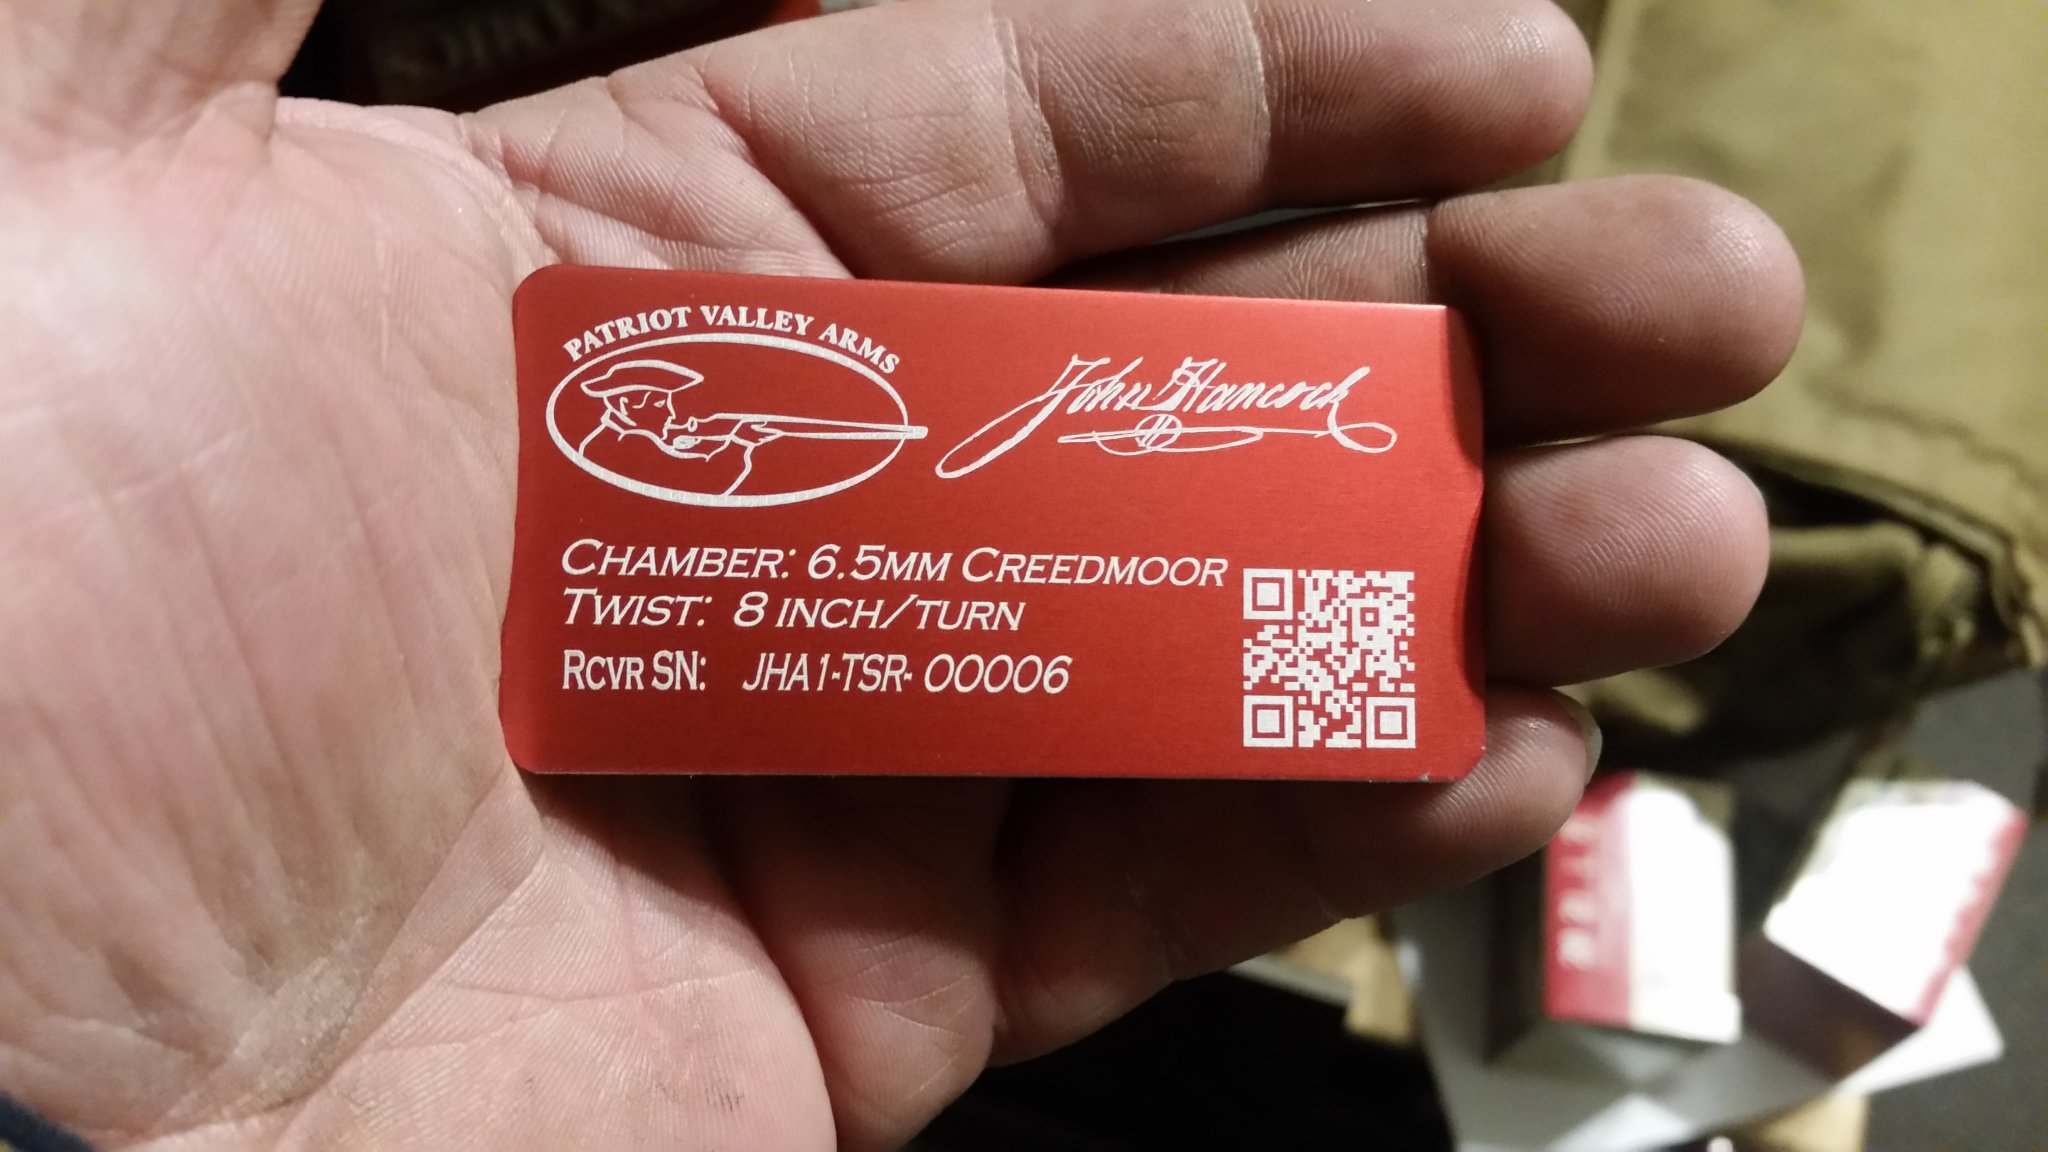 PATRIOT VALLEY ARMS
John Hancock
CHAMBER: 6.5MM CREEDMOOR
TWIST: 8 INCH/TURN
RCVR SN: JHA1-TSR-00006